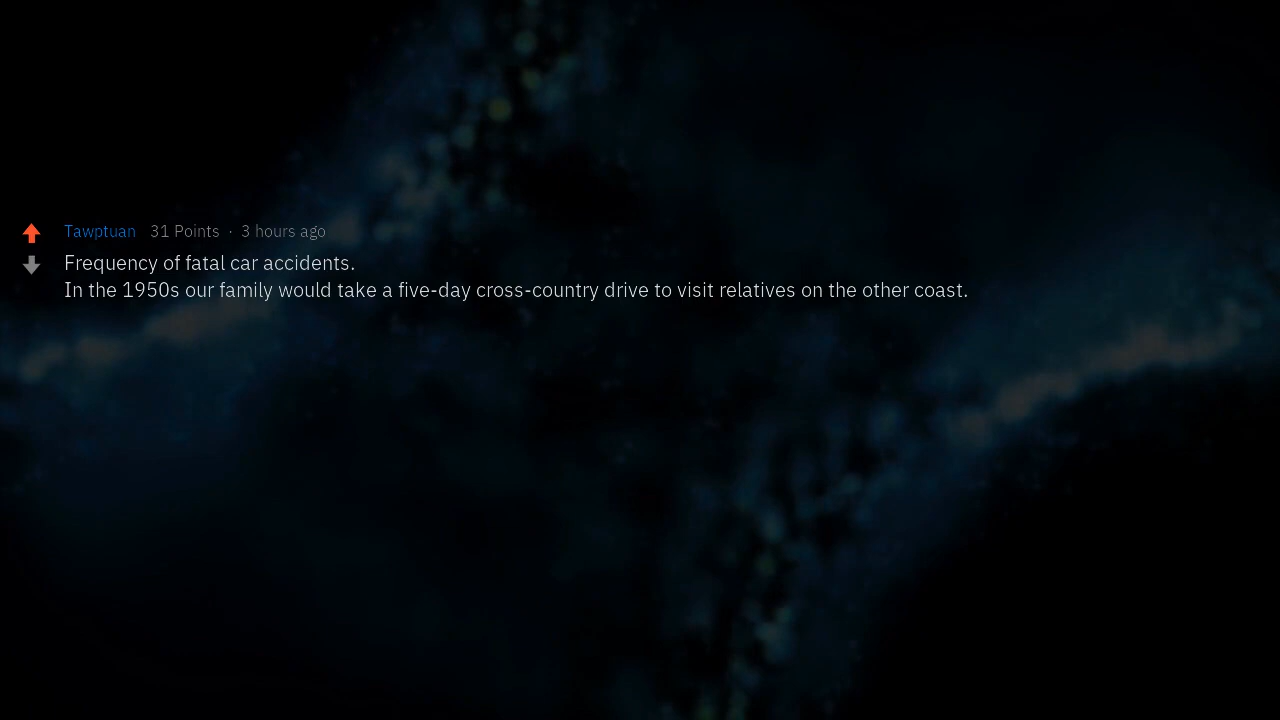 Tawptuan 31 Points · 3 hours ago
Frequency of fatal car accidents.
In the 1950s our family would take a five-day cross-country drive to visit relatives on the other coast.